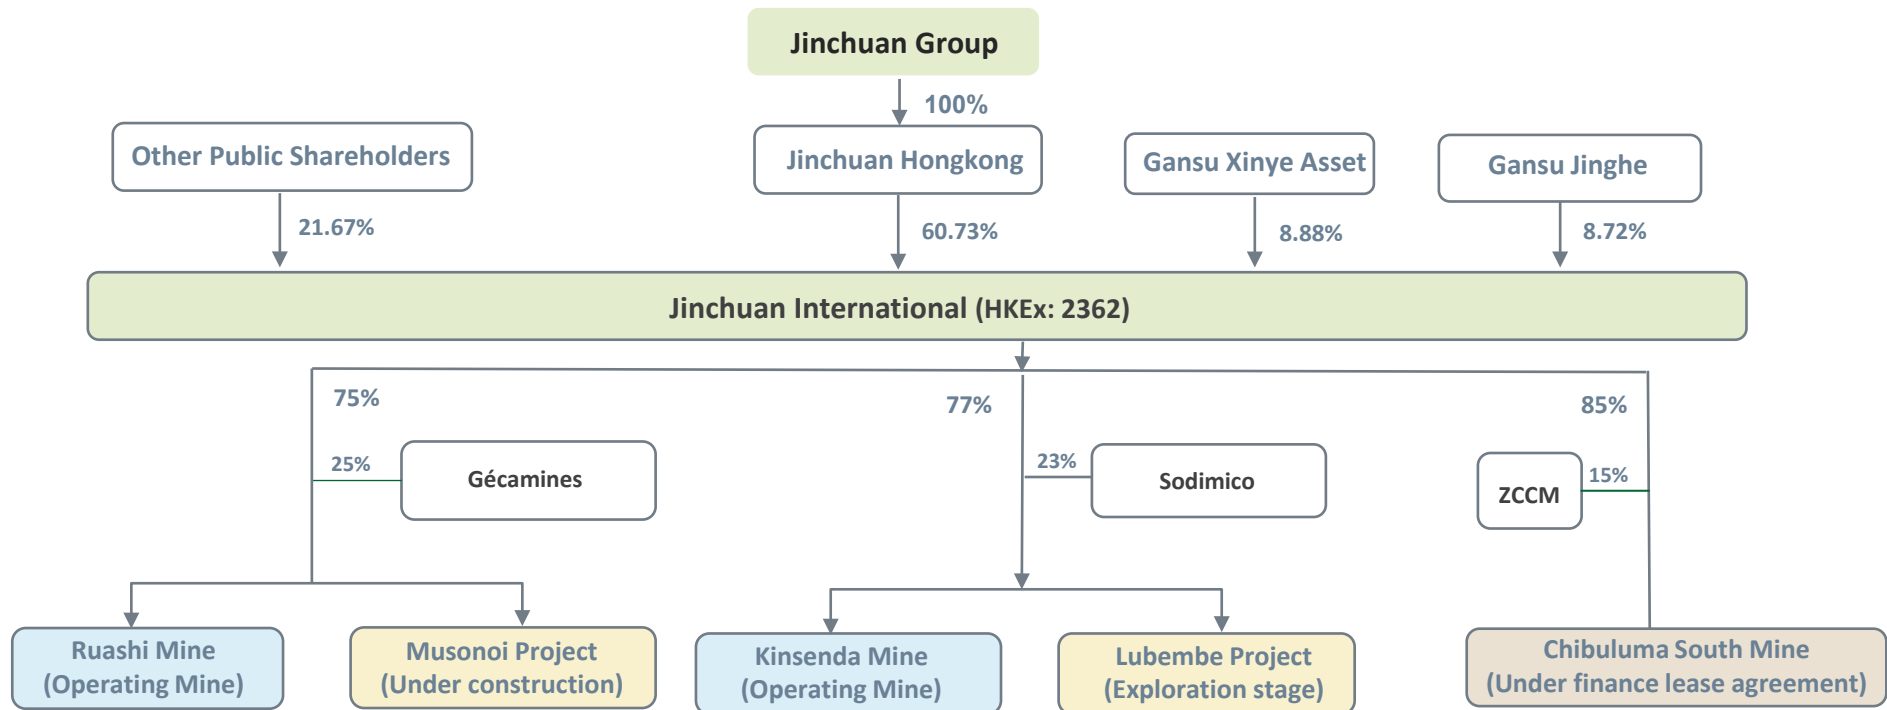 Jinchuan Group
100%
Other Public Shareholders
Jinchuan Hongkong
Gansu Xinye Asset
Gansu Jinghe
21.67%
60.73%
8.88%
8.72%
Jinchuan International (HKEx: 2362)
75%
77%
85%
25%
Gécamines
23%
Sodimico
ZCCM
15%
Ruashi Mine
(Operating Mine)
Musonoi Project
(Under construction)
Kinsenda Mine
(Operating Mine)
Lubembe Project
(Exploration stage)
Chibuluma South Mine
(Under finance lease agreement)